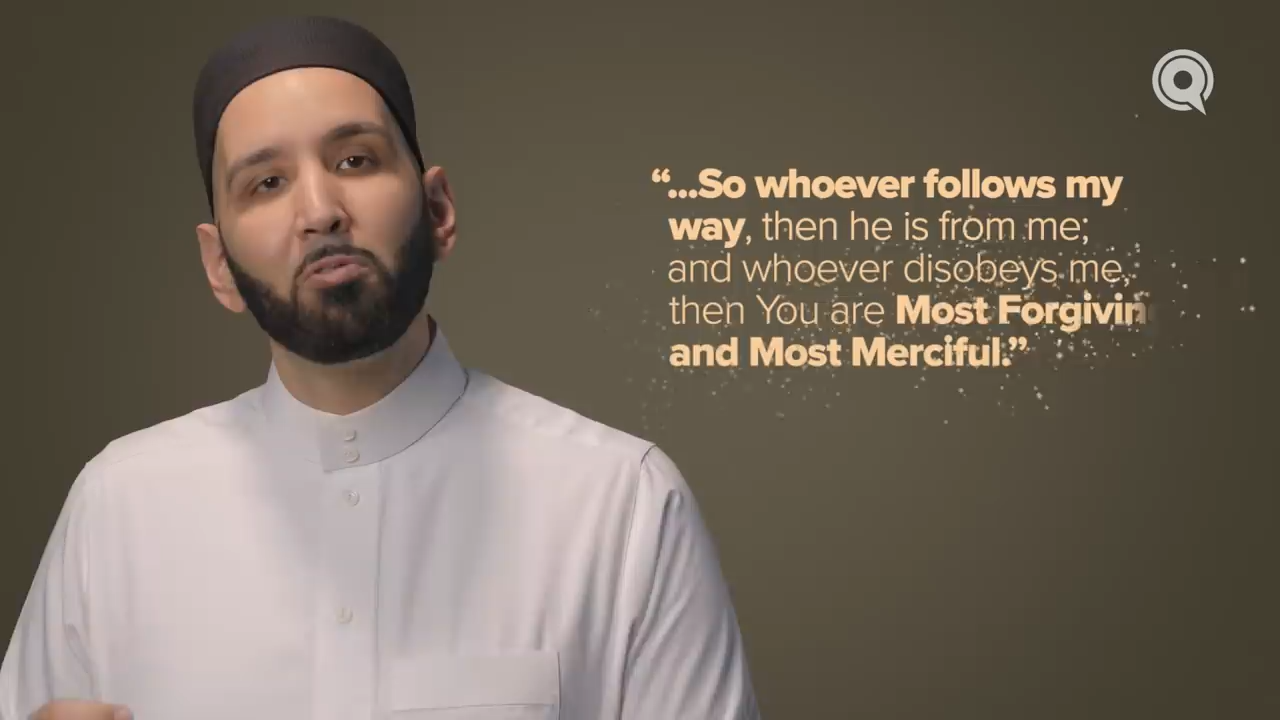 “...So whoever follows my
way, then he is from me;
and whoever disobeys me,
then You are Most Forgivin
and Most Merciful.”